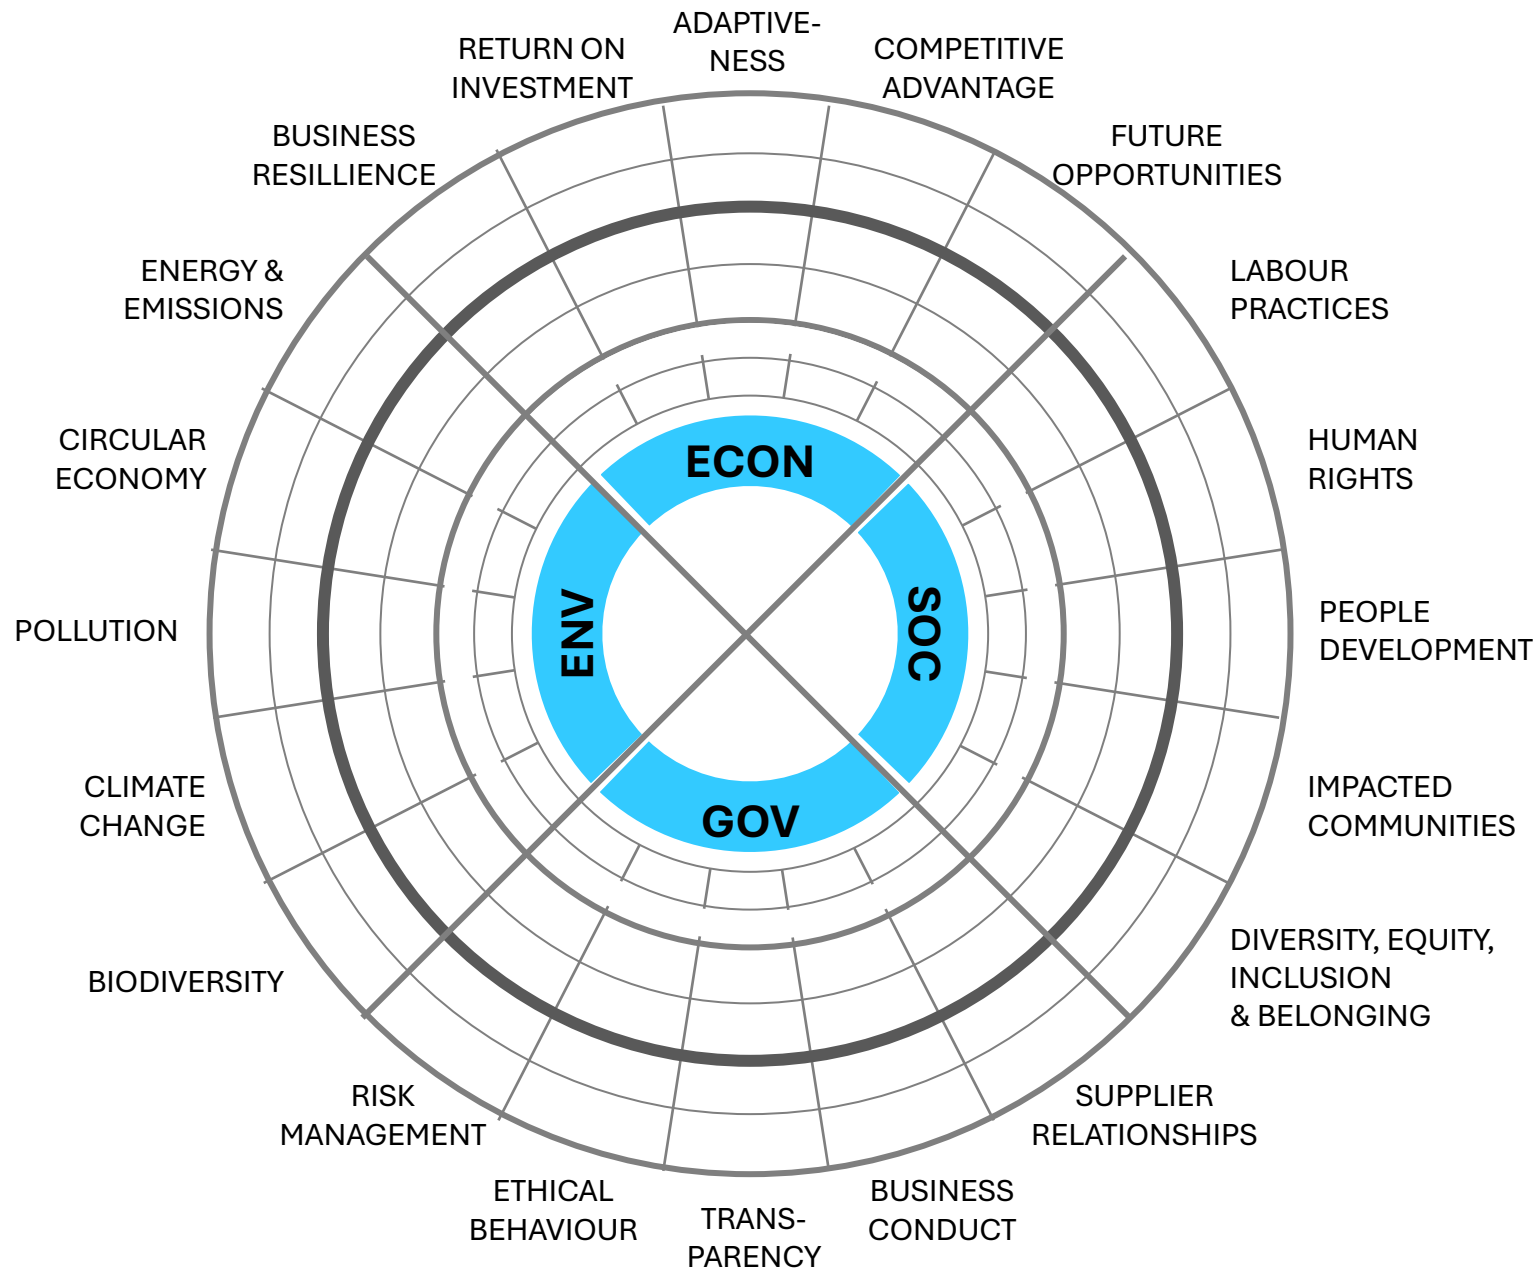 ADAPTIVE-
NESS
COMPETITIVE
ADVANTAGE
FUTURE
OPPORTUNITIES
LABOUR
PRACTICES
HUMAN
RIGHTS
PEOPLE
DEVELOPMENT
IMPACTED
COMMUNITIES
DIVERSITY, EQUITY,
INCLUSION
& BELONGING
SUPPLIER
RELATIONSHIPS
BUSINESS
CONDUCT
TRANS-
PARENCY
ETHICAL
BEHAVIOUR
RISK
MANAGEMENT
BIODIVERSITY
CLIMATE
CHANGE
POLLUTION
CIRCULAR
ECONOMY
ENERGY &
EMISSIONS
BUSINESS
RESILLIENCE
RETURN ON
INVESTMENT
ECON
SOC
GOV
ENV